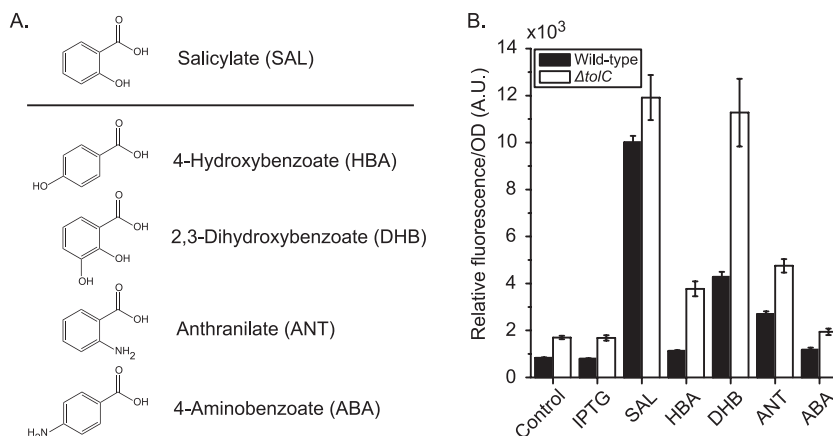 A.
O
OH
OH
Salicylate (SAL)
O
OH
HO
4-Hydroxybenzoate (HBA)
O
OH
OH
OH
2,3-Dihydroxybenzoate (DHB)
O
OH
NH2
Anthranilate (ANT)
O
OH
H2N
4-Aminobenzoate (ABA)
B.
x10³
Relative fluorescence/OD (A.U.)
14
12
10
8
6
4
2
0
Wild-type
ΔtolC
Control
IPTG
SAL
HBA
DHB
ANT
ABA